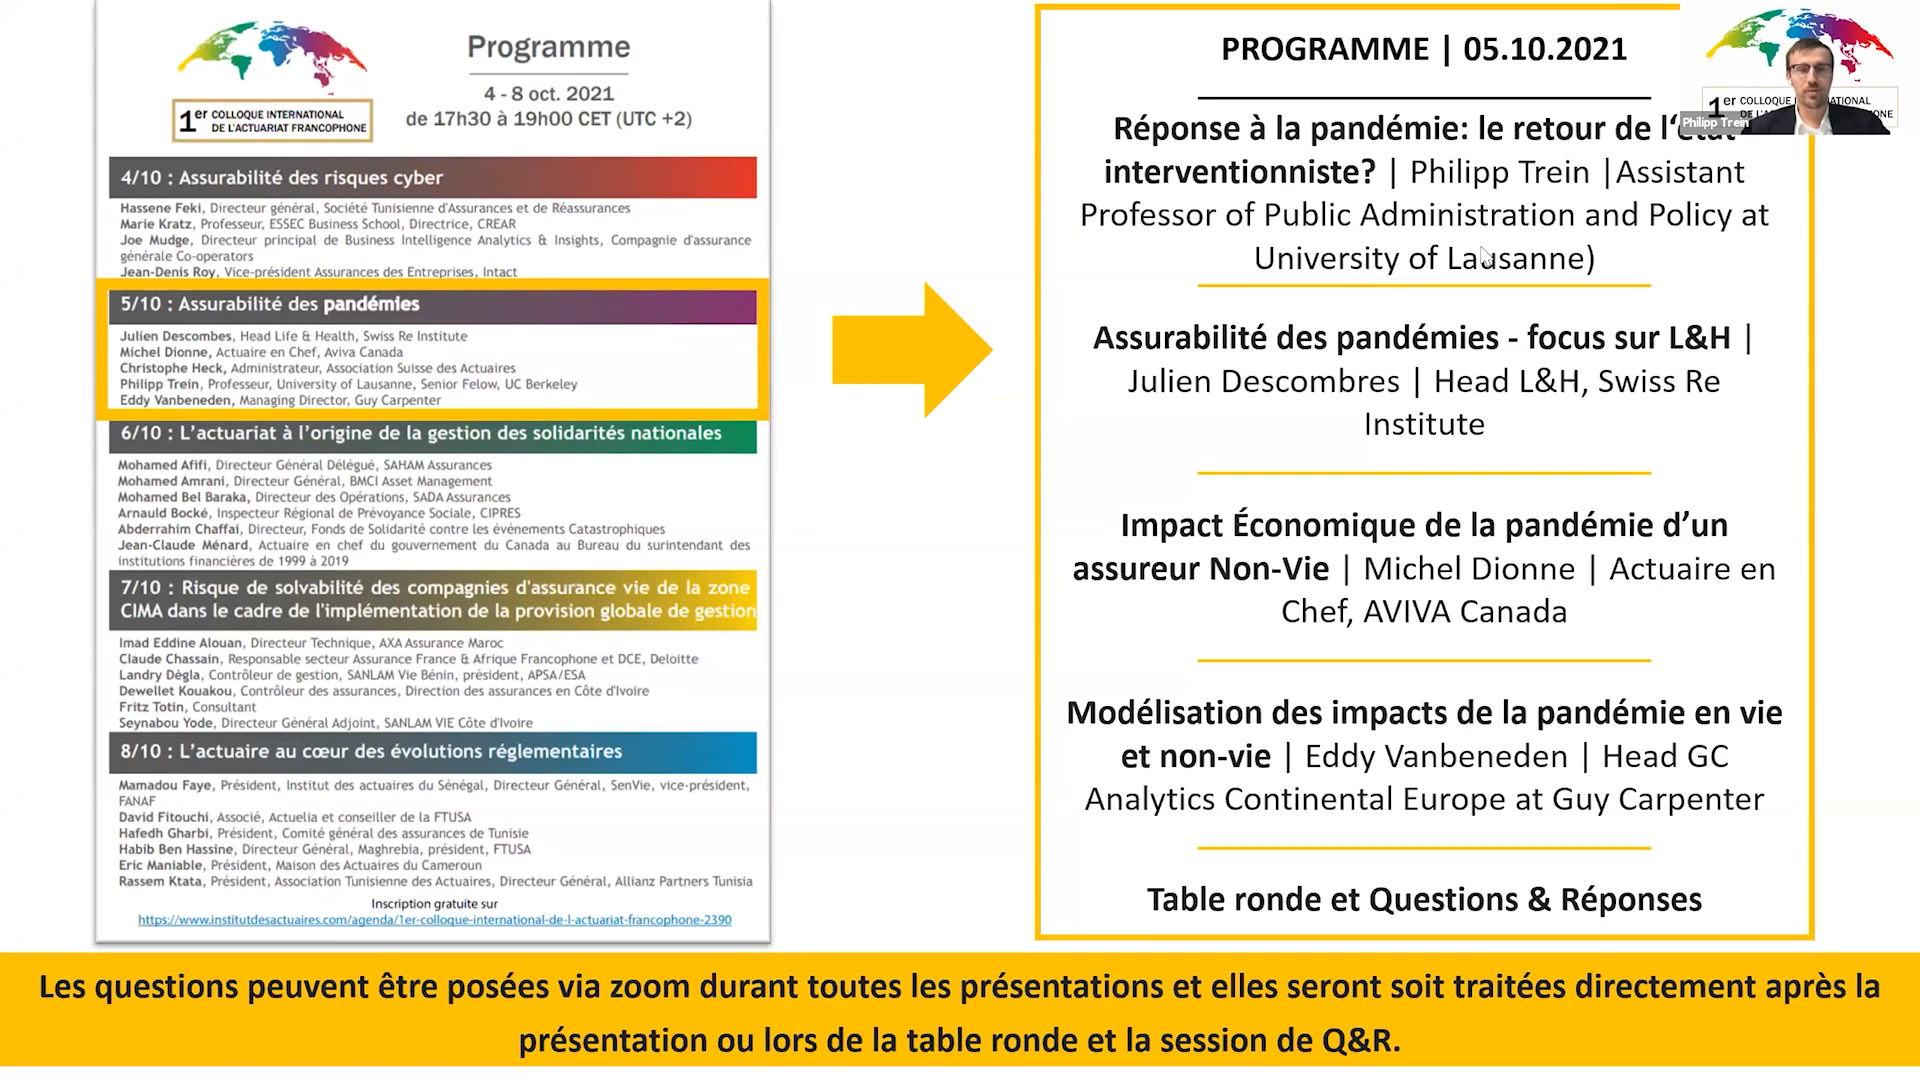 1er COLLOQUE INTERNATIONAL
DE L'ACTUARIAT FRANCOPHONE
Programme
4 - 8 oct. 2021
de 17h30 à 19h00 CET (UTC +2)
4/10 : Assurabilité des risques cyber
Hassene Feki, Directeur général, Société Tunisienne d'Assurances et de Réassurances
Marie Kratz, Professeur, ESSEC Business School, Directrice, CREAR
Joe Mudge, Directeur principal de Business Intelligence Analytics & Insights, Compagnie d'assurance
générale Co-operators
Jean-Denis Roy, Vice-président Assurances des Entreprises, Intact
5/10 : Assurabilité des pandémies
Julien Descombes, Head Life & Health, Swiss Re Institute
Michel Dionne, Actuaire en Chef, Aviva Canada
Christophe Heck, Administrateur, Association Suisse des Actuaires
Philipp Trein, Professeur, University of Lausanne, Senior Felow, UC Berkeley
Eddy Vanbeneden, Managing Director, Guy Carpenter
6/10 : L'actuariat à l'origine de la gestion des solidarités nationales
Mohamed Afifi, Directeur Général Délégué, SAHAM Assurances
Mohamed Amrani, Directeur Général, BMCI Asset Management
Mohamed Bel Baraka, Directeur des Opérations, SADA Assurances
Arnauld Bocké, Inspecteur Régional de Prévoyance Sociale, CIPRES
Abderrahim Chaffai, Directeur, Fonds de Solidarité contre les événements Catastrophiques
Jean-Claude Ménard, Actuaire en chef du gouvernement du Canada au Bureau du surintendant des
institutions financières de 1999 à 2019
7/10 : Risque de solvabilité des compagnies d'assurance vie de la zone
CIMA dans le cadre de l'implémentation de la provision globale de gestion
Imad Eddine Alouan, Directeur Technique, AXA Assurance Maroc
Claude Chassain, Responsable secteur Assurance France & Afrique Francophone et DCE, Deloitte
Landry Dègla, Contrôleur de gestion, SANLAM Vie Bénin, président, APSA/ESA
Dewellet Kouakou, Contrôleur des assurances, Direction des assurances en Côte d'Ivoire
Fritz Totin, Consultant
Seynabou Yode, Directeur Général Adjoint, SANLAM VIE Côte d'Ivoire
8/10 : L'actuaire au cœur des évolutions réglementaires
Mamadou Faye, Président, Institut des actuaires du Sénégal, Directeur Général, SenVie, vice-président,
FANAF
David Fitouchi, Associé, Actuelia et conseiller de la FTUSA
Hafedh Gharbi, Président, Comité général des assurances de Tunisie
Habib Ben Hassine, Directeur Général, Maghrebia, président, FTUSA
Eric Maniable, Président, Maison des Actuaires du Cameroun
Rassem Ktata, Président, Association Tunisienne des Actuaires, Directeur Général, Allianz Partners Tunisia
Inscription gratuite sur
https://www.institutdesactuaires.com/agenda/1er-colloque-international-de-l-actuariat-francophone-2390
PROGRAMME | 05.10.2021
Réponse à la pandémie: le retour de l'état
interventionniste? | Philipp Trein |Assistant
Professor of Public Administration and Policy at
University of Lausanne)
Assurabilité des pandémies - focus sur L&H |
Julien Descombres | Head L&H, Swiss Re
Institute
Impact Économique de la pandémie d'un
assureur Non-Vie | Michel Dionne | Actuaire en
Chef, AVIVA Canada
Modélisation des impacts de la pandémie en vie
et non-vie | Eddy Vanbeneden | Head GC
Analytics Continental Europe at Guy Carpenter
Table ronde et Questions & Réponses
1er COLLOQUE
Philipp Trein
Les questions peuvent être posées via zoom durant toutes les présentations et elles seront soit traitées directement après la
présentation ou lors de la table ronde et la session de Q&R.